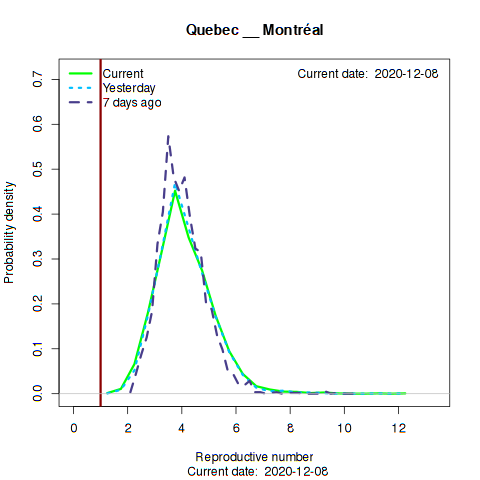 Quebec __ Montréal
Current date:  2020-12-08
Current
Yesterday
7 days ago
Probability density
0.7
0.6
0.5
0.4
0.3
0.2
0.1
0.0
0 2 4 6 8 10 12
Reproductive number
Current date:  2020-12-08